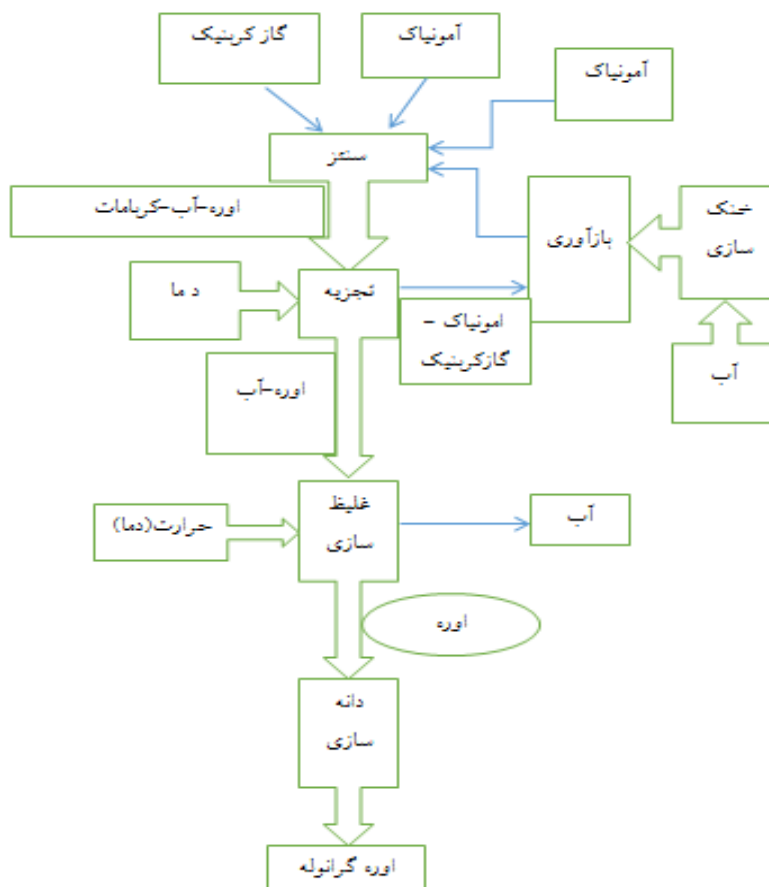 گاز کربنیک
آمونیاک
آمونیاک
سنتز
اوره-آب-کربامات
خنک
سازی
بازآوری
تجزیه
د ما
امونیاک -
گازکربنیک
آب
اوره-آب
غلیظ
سازی
حرارت(دما)
آب
اوره
دانه
سازی
اوره گرانوله